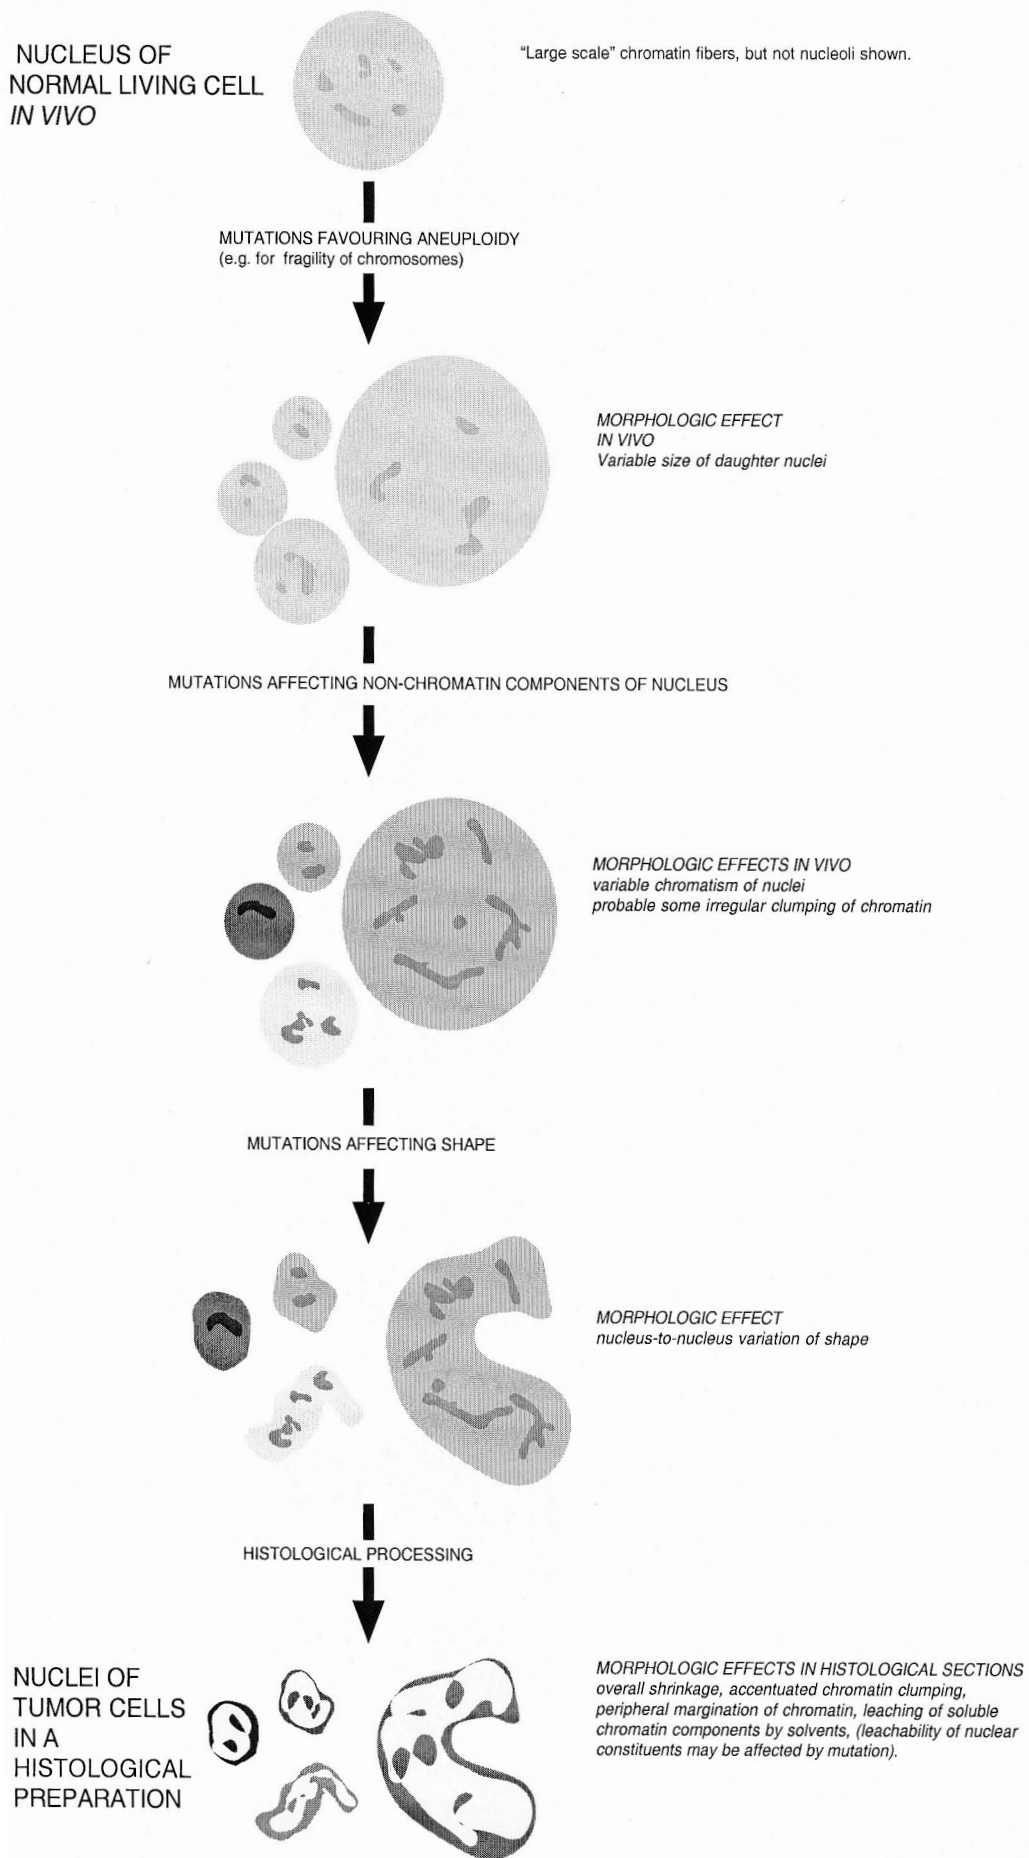 NUCLEUS OF
NORMAL LIVING CELL
IN VIVO
“Large scale” chromatin fibers, but not nucleoli shown.
MUTATIONS FAVOURING ANEUPLOIDY
(e.g. for fragility of chromosomes)
MORPHOLOGIC EFFECT
IN VIVO
Variable size of daughter nuclei
MUTATIONS AFFECTING NON-CHROMATIN COMPONENTS OF NUCLEUS
MORPHOLOGIC EFFECTS IN VIVO
variable chromatism of nuclei
probable some irregular clumping of chromatin
MUTATIONS AFFECTING SHAPE
MORPHOLOGIC EFFECT
nucleus-to-nucleus variation of shape
HISTOLOGICAL PROCESSING
NUCLEI OF
TUMOR CELLS
IN A
HISTOLOGICAL
PREPARATION
MORPHOLOGIC EFFECTS IN HISTOLOGICAL SECTIONS
overall shrinkage, accentuated chromatin clumping,
peripheral margination of chromatin, leaching of soluble
chromatin components by solvents, (leachability of nuclear
constituents may be affected by mutation).